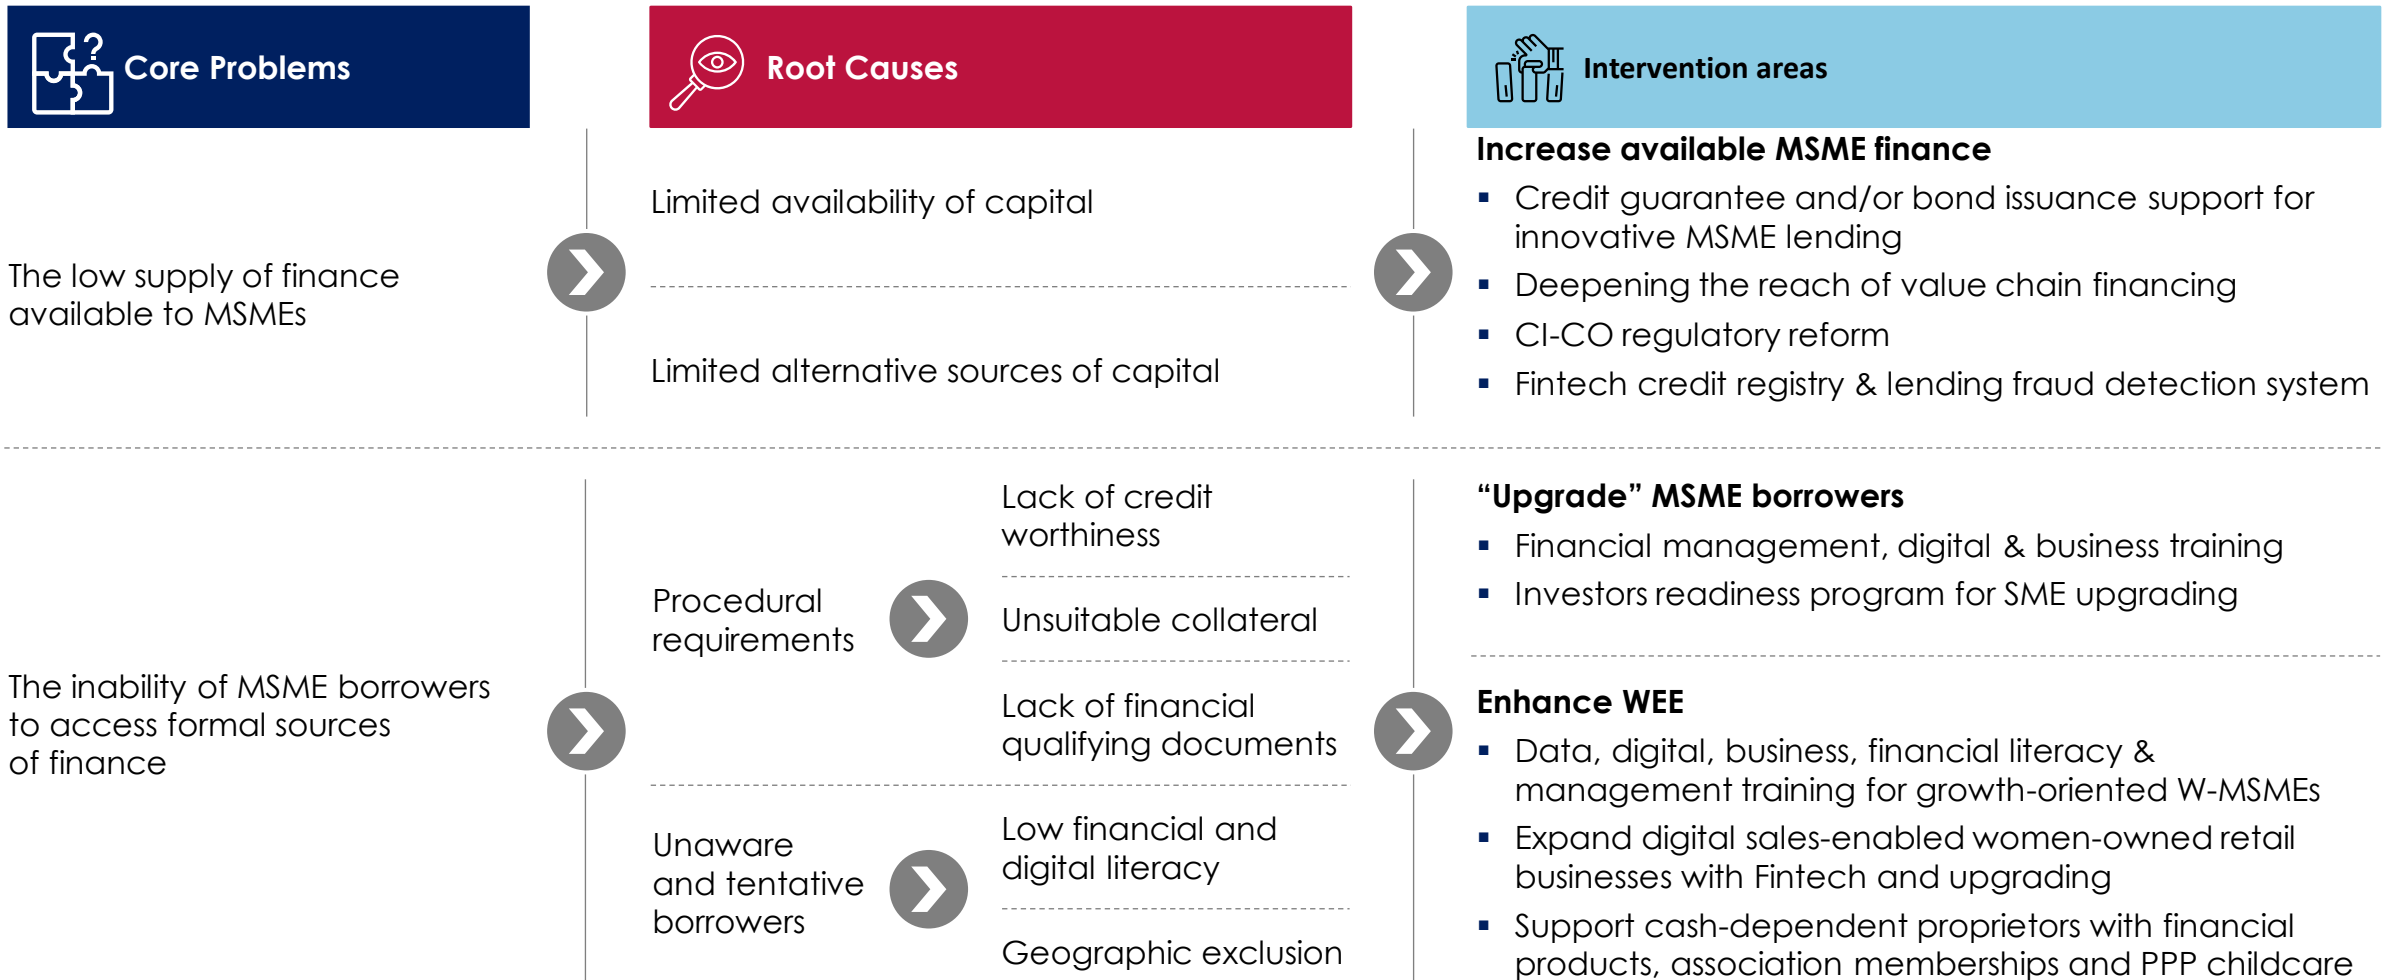 Core Problems
Root Causes
Intervention areas
The low supply of finance
available to MSMEs
Limited availability of capital
Limited alternative sources of capital
Increase available MSME finance
▪ Credit guarantee and/or bond issuance support for
innovative MSME lending
▪ Deepening the reach of value chain financing
▪ CI-CO regulatory reform
▪ Fintech credit registry & lending fraud detection system
The inability of MSME borrowers
to access formal sources
of finance
Procedural
requirements
Lack of credit
worthiness
Unsuitable collateral
Lack of financial
qualifying documents
Unaware
and tentative
borrowers
Low financial and
digital literacy
Geographic exclusion
“Upgrade” MSME borrowers
▪ Financial management, digital & business training
▪ Investors readiness program for SME upgrading
Enhance WEE
▪ Data, digital, business, financial literacy &
management training for growth-oriented W-MSMEs
▪ Expand digital sales-enabled women-owned retail
businesses with Fintech and upgrading
▪ Support cash-dependent proprietors with financial
products, association memberships and PPP childcare